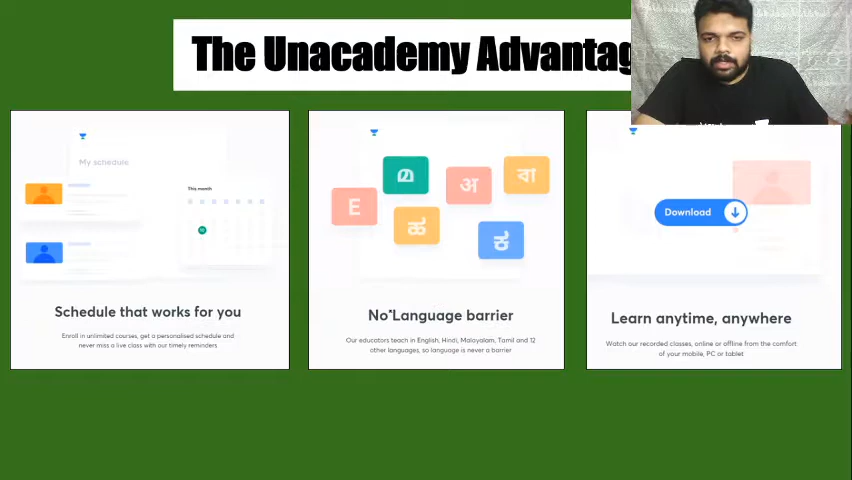 The Unacademy Advantag
My schedule
This month
Schedule that works for you
Enroll in unlimited courses, get a personalised schedule and
never miss a live class with our timely reminders
E
മ
अ
বা
ಕ
No Language barrier
Our educators teach in English, Hindi, Malayalam, Tamil and 12
other languages, so language is never a barrier
Download
Learn anytime, anywhere
Watch our recorded classes, online or offline from the comfort
of your mobile, PC or tablet